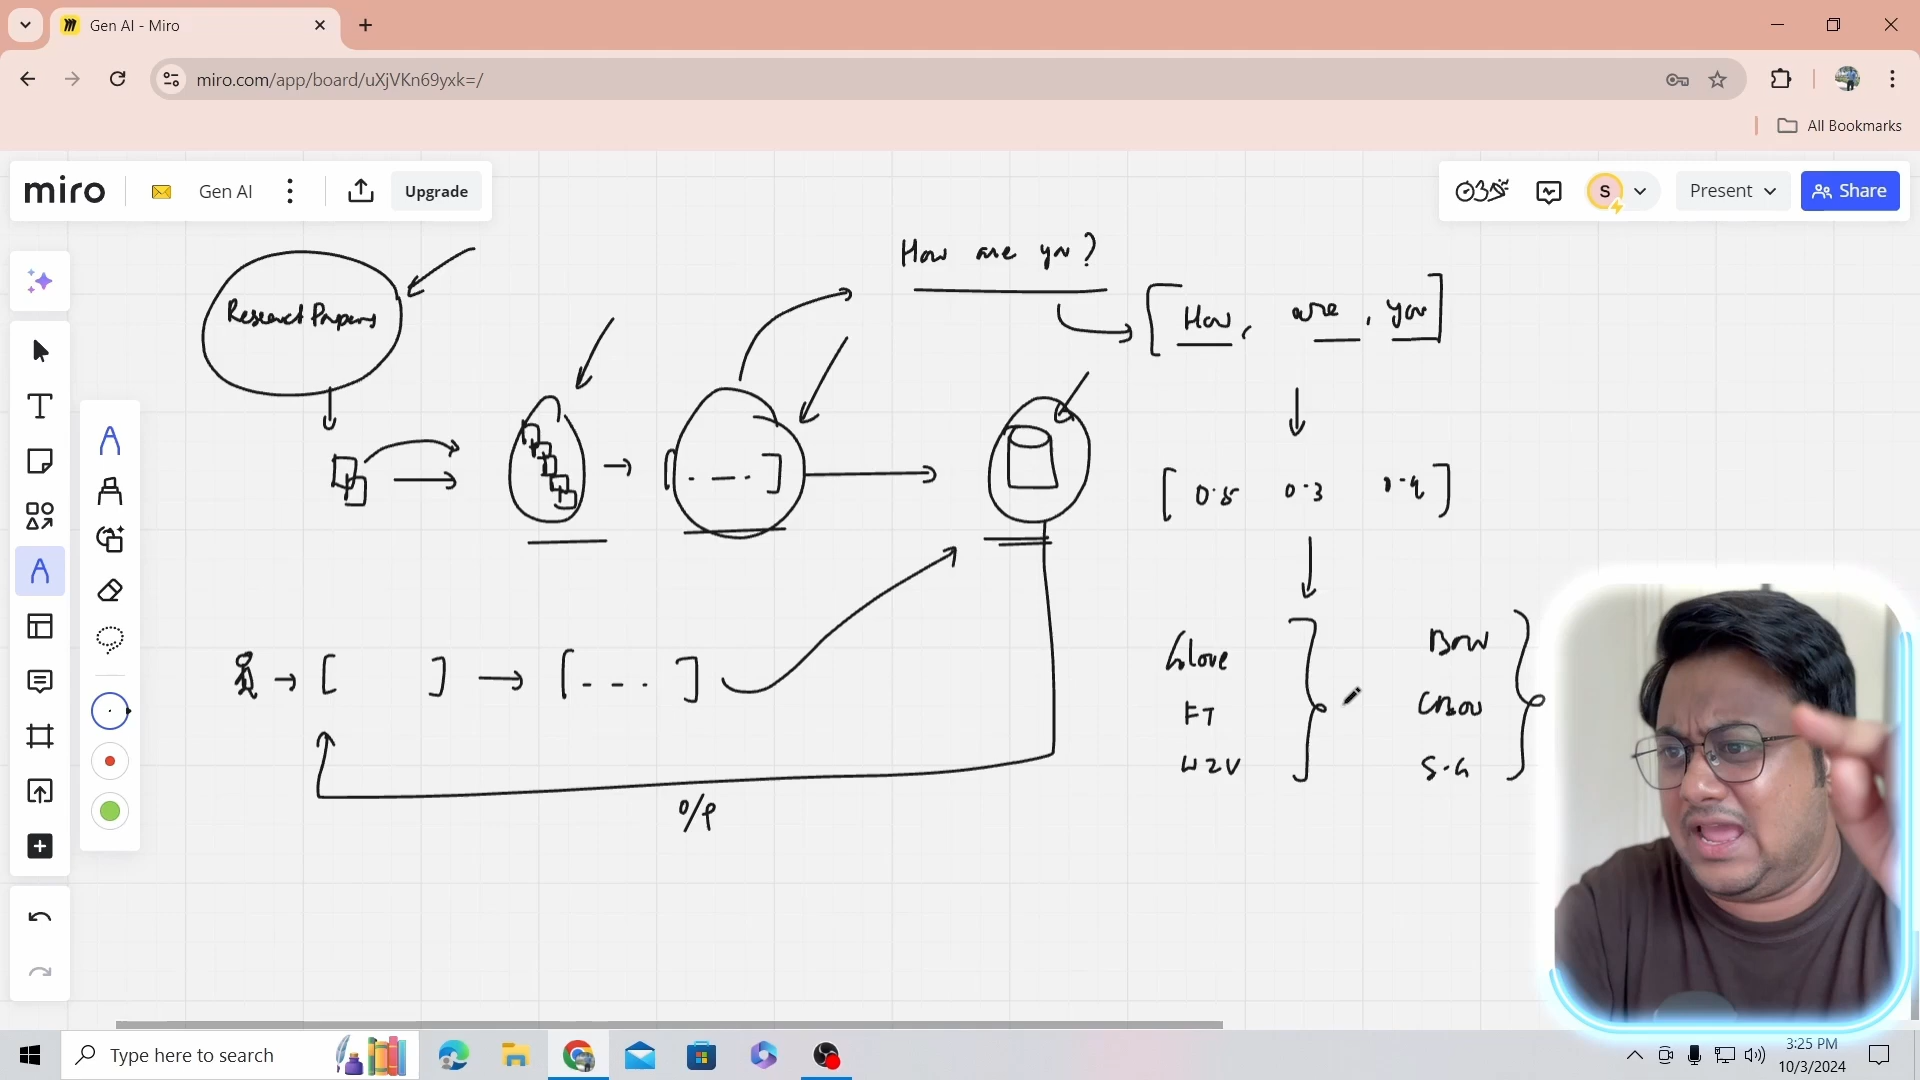 Gen AI - Miro
miro.com/app/board/uXjVKn69yxk=/
All Bookmarks
miro
Gen AI
Upgrade
S
Present
Share
How are you?
Research Papers
[How, are, you]
[....]
[0.5 0.3 0.4]
[ ]
[---]
Glove
FT
W2V
BOW
CBOW
S.G
O/P
Type here to search
3:25 PM
10/3/2024